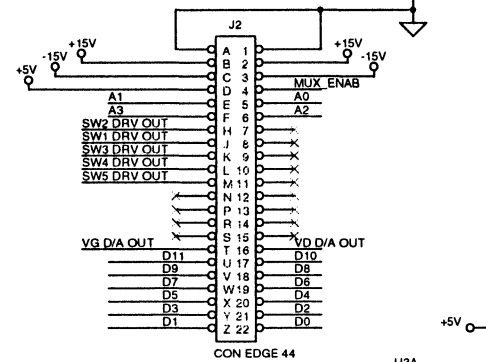 J2
+15V +15V
-15V -15V
+5V
A 1
B 2
C 3
D 4 MUX_ENAB
A1 E 5 A0
A3 F 6 A2
SW2 DRV OUT H 7
SW1 DRV OUT J 8
SW3 DRV OUT K 9
SW4 DRV OUT L 10
SW5 DRV OUT M 11
N 12
P 13
R 14
S 15
VG D/A OUT T 16 VD D/A OUT
D11 U 17 D10
D9 V 18 D8
D7 W 19 D6
D5 X 20 D4
D3 Y 21 D2
D1 Z 22 D0
+5V
CON EDGE 44